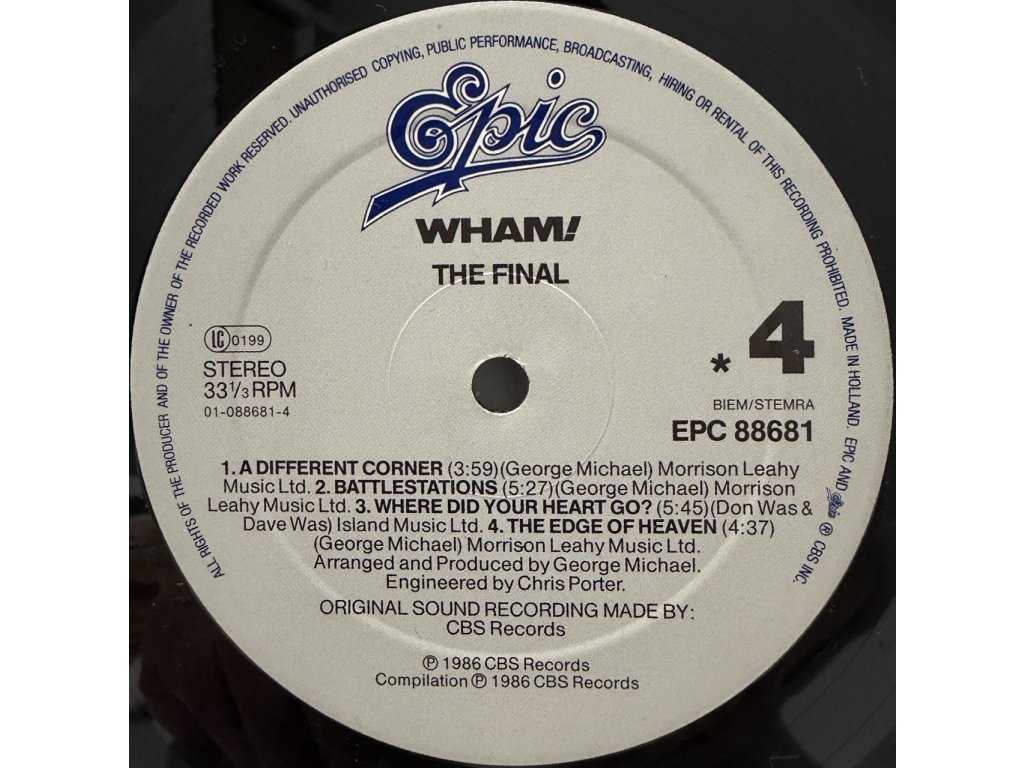 ALL RIGHTS OF THE PRODUCER AND OF THE OWNER OF THE RECORDED WORK RESERVED. UNAUTHORISED COPYING, PUBLIC PERFORMANCE, BROADCASTING, HIRING OR RENTAL OF THIS RECORDING PROHIBITED. MADE IN HOLLAND. EPIC AND Epic ® CBS INC.
Epic
WHAM!
THE FINAL
LC 0199
STEREO
33 1/3 RPM
01-088681-4
* 4
BIEM/STEMRA
EPC 88681
1. A DIFFERENT CORNER (3:59) (George Michael) Morrison Leahy
Music Ltd. 2. BATTLESTATIONS (5:27) (George Michael) Morrison
Leahy Music Ltd. 3. WHERE DID YOUR HEART GO? (5:45) (Don Was &
Dave Was) Island Music Ltd. 4. THE EDGE OF HEAVEN (4:37)
(George Michael) Morrison Leahy Music Ltd.
Arranged and Produced by George Michael.
Engineered by Chris Porter.
ORIGINAL SOUND RECORDING MADE BY:
CBS Records
℗ 1986 CBS Records
Compilation ℗ 1986 CBS Records